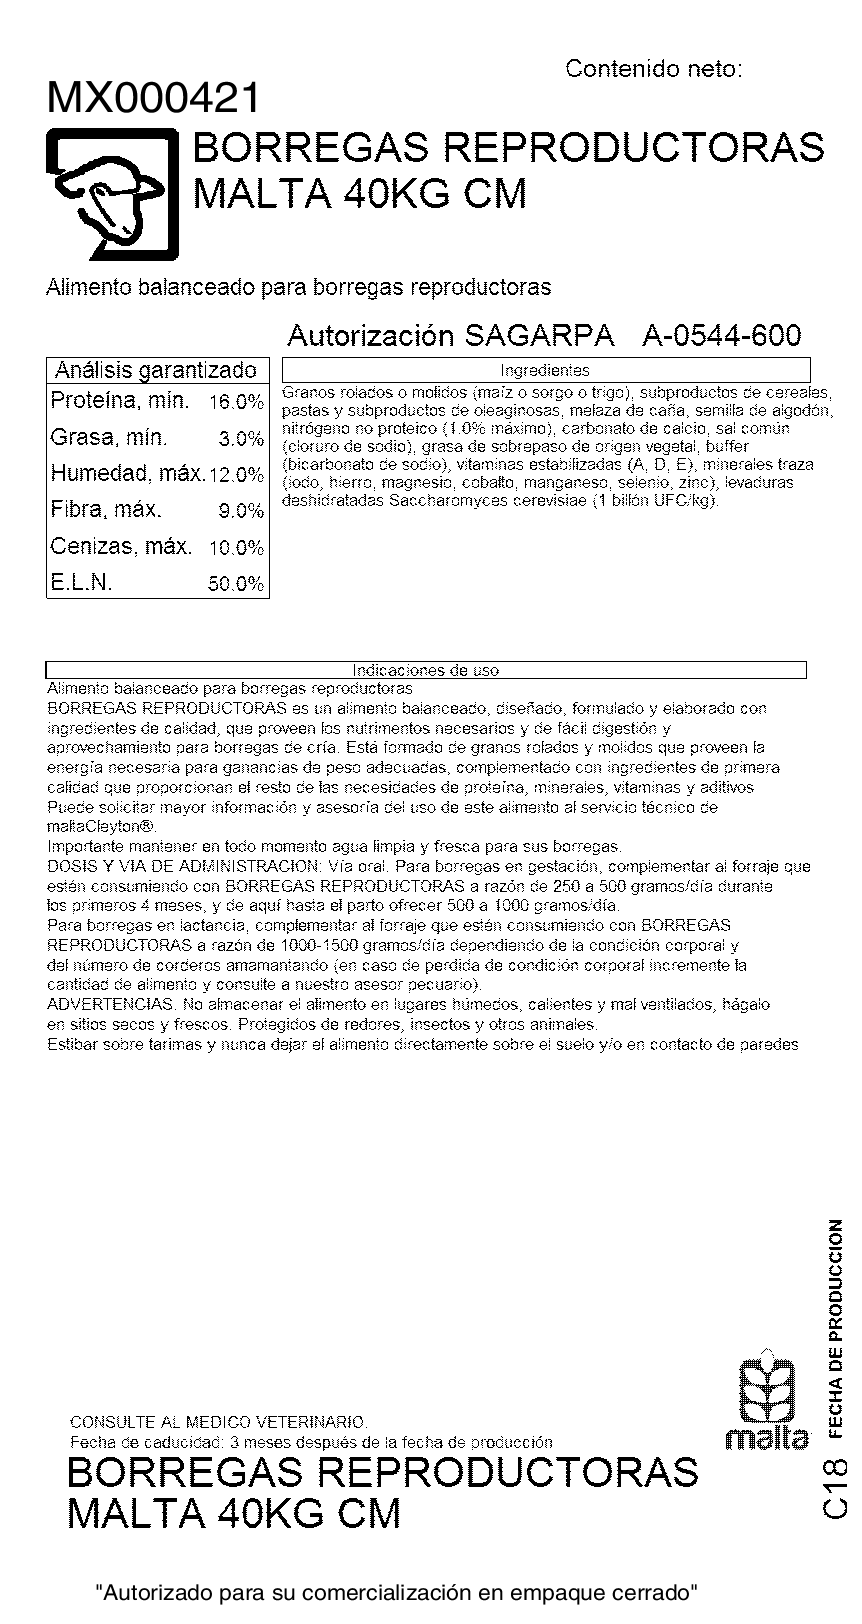 Contenido neto:
MX000421
BORREGAS REPRODUCTORAS
MALTA 40KG CM
Alimento balanceado para borregas reproductoras
Autorización SAGARPA A-0544-600
Análisis garantizado
Proteína, mín. 16.0%
Grasa, mín. 3.0%
Humedad, máx. 12.0%
Fibra, máx. 9.0%
Cenizas, máx. 10.0%
E.L.N. 50.0%
Ingredientes
Granos rolados o molidos (maíz o sorgo o trigo), subproductos de cereales,
pastas y subproductos de oleaginosas, melaza de caña, semilla de algodón,
nitrógeno no proteico (1.0% máximo), carbonato de calcio, sal común
(cloruro de sodio), grasa de sobrepaso de origen vegetal, buffer
(bicarbonato de sodio), vitaminas estabilizadas (A, D, E), minerales traza
(iodo, hierro, magnesio, cobalto, manganeso, selenio, zinc), levaduras
deshidratadas Saccharomyces cerevisiae (1 billón UFC/kg).
Indicaciones de uso
Alimento balanceado para borregas reproductoras
BORREGAS REPRODUCTORAS es un alimento balanceado, diseñado, formulado y elaborado con
ingredientes de calidad, que proveen los nutrimentos necesarios y de fácil digestión y
aprovechamiento para borregas de cría. Está formado de granos rolados y molidos que proveen la
energía necesaria para ganancias de peso adecuadas, complementado con ingredientes de primera
calidad que proporcionan el resto de las necesidades de proteína, minerales, vitaminas y aditivos
Puede solicitar mayor información y asesoría del uso de este alimento al servicio técnico de
maltaCleyton®.
Importante mantener en todo momento agua limpia y fresca para sus borregas.
DOSIS Y VIA DE ADMINISTRACION: Vía oral. Para borregas en gestación, complementar al forraje que
estén consumiendo con BORREGAS REPRODUCTORAS a razón de 250 a 500 gramos/día durante
los primeros 4 meses, y de aquí hasta el parto ofrecer 500 a 1000 gramos/día.
Para borregas en lactancia, complementar al forraje que estén consumiendo con BORREGAS
REPRODUCTORAS a razón de 1000-1500 gramos/día dependiendo de la condición corporal y
del número de corderos amamantando (en caso de perdida de condición corporal incremente la
cantidad de alimento y consulte a nuestro asesor pecuario).
ADVERTENCIAS. No almacenar el alimento en lugares húmedos, calientes y mal ventilados, hágalo
en sitios secos y frescos. Protegidos de redores, insectos y otros animales.
Estibar sobre tarimas y nunca dejar el alimento directamente sobre el suelo y/o en contacto de paredes
FECHA DE PRODUCCION
C18
malta
CONSULTE AL MEDICO VETERINARIO.
Fecha de caducidad: 3 meses después de la fecha de producción
BORREGAS REPRODUCTORAS
MALTA 40KG CM
"Autorizado para su comercialización en empaque cerrado"